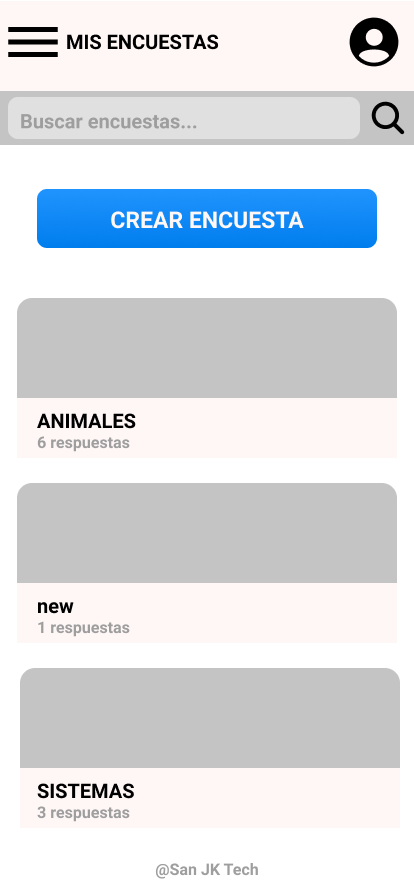 MIS ENCUESTAS
Buscar encuestas...
CREAR ENCUESTA
ANIMALES
6 respuestas
new
1 respuestas
SISTEMAS
3 respuestas
@San JK Tech